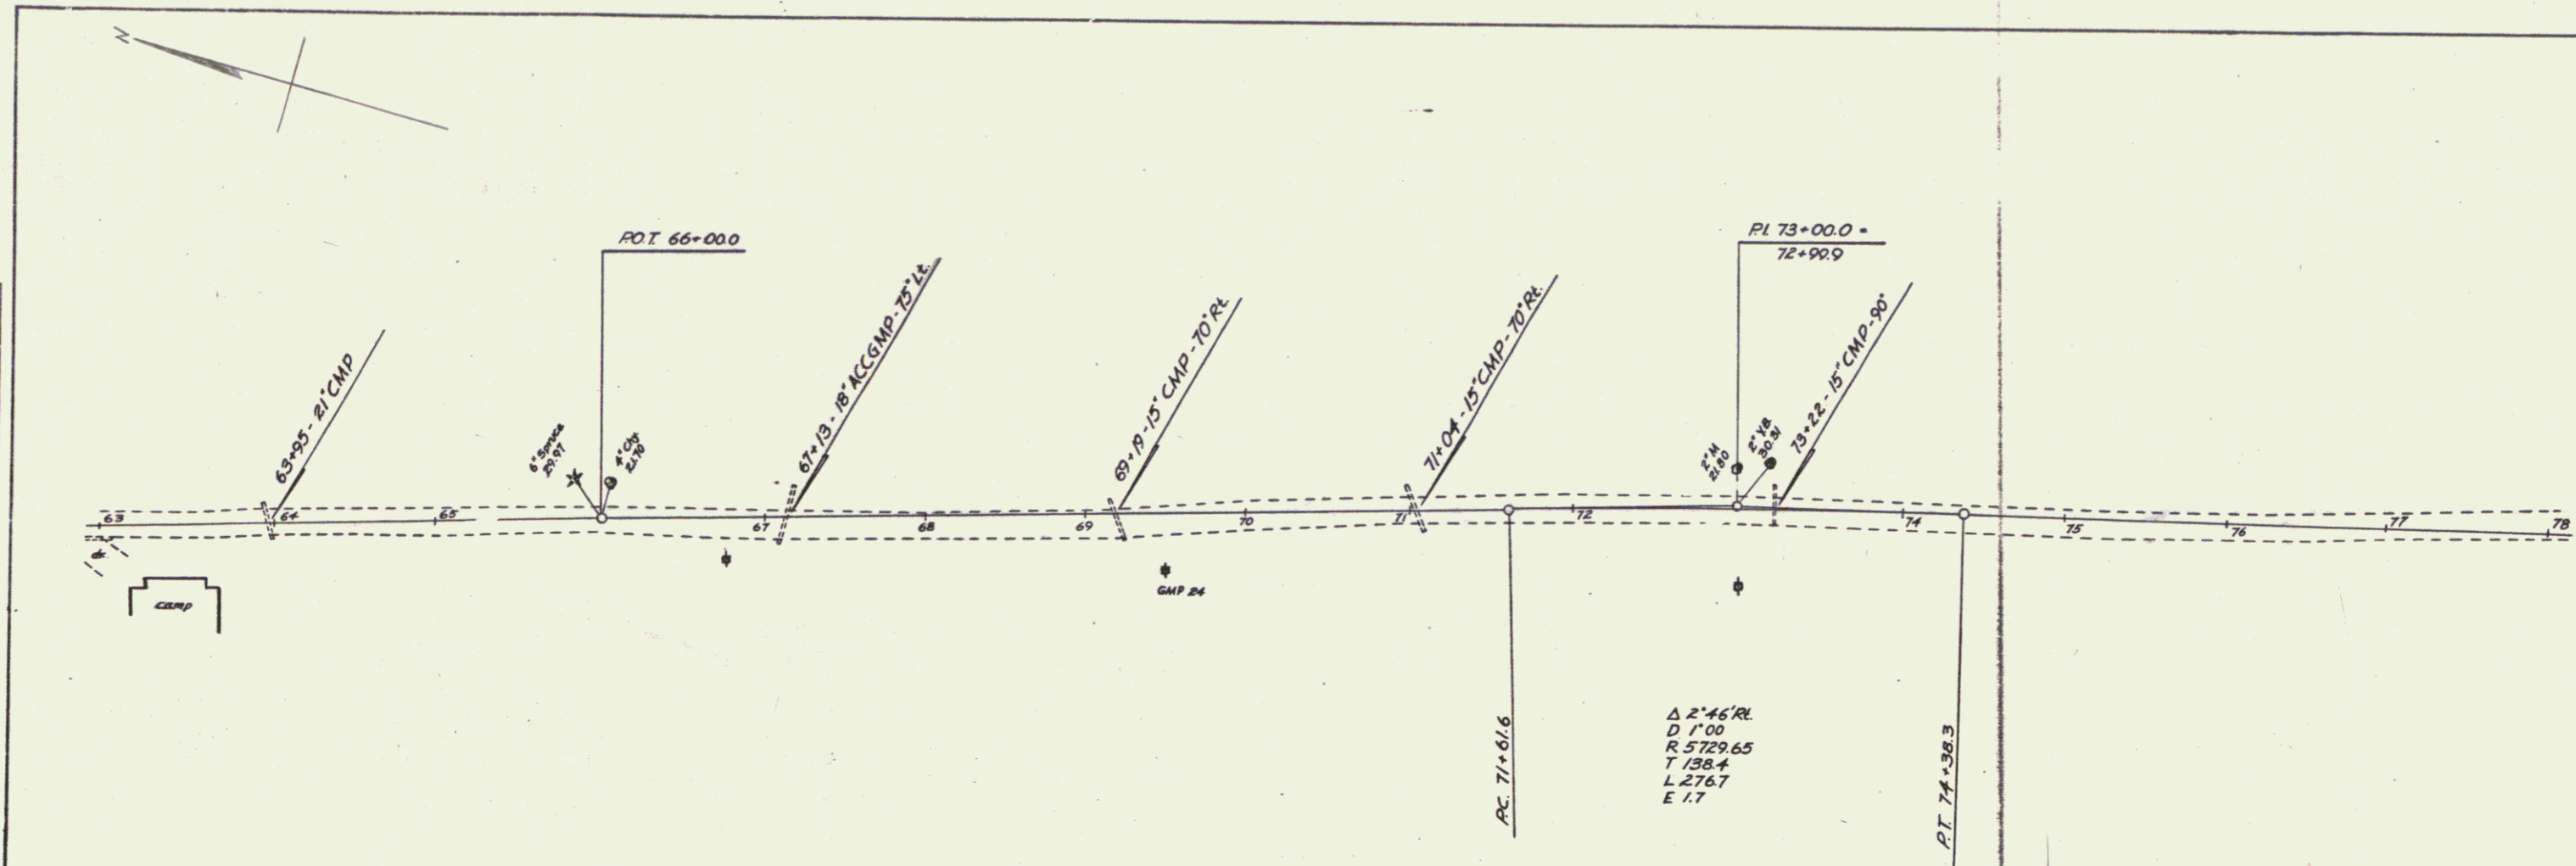 N
P.O.T. 66+00.0
P.I. 73+00.0 =
72+99.9
63+95 - 21" CMP
6" Spruce
29.97
4" Chy.
21.70
67+13 - 18" ACCGMP - 75° Lt.
69+19 - 15" CMP - 70° Rt.
71+04 - 15" CMP - 70° Rt.
2" M
21.80
2" Y.B.
30.31
73+22 - 15" CMP - 90°
63
64
65
67
68
69
70
71
72
74
75
76
77
78
dr.
camp
GMP 24
P.C. 71+61.6
Δ 2°46' Rt.
D 1°00
R 5729.65
T 138.4
L 276.7
E 1.7
P.T. 74+38.3